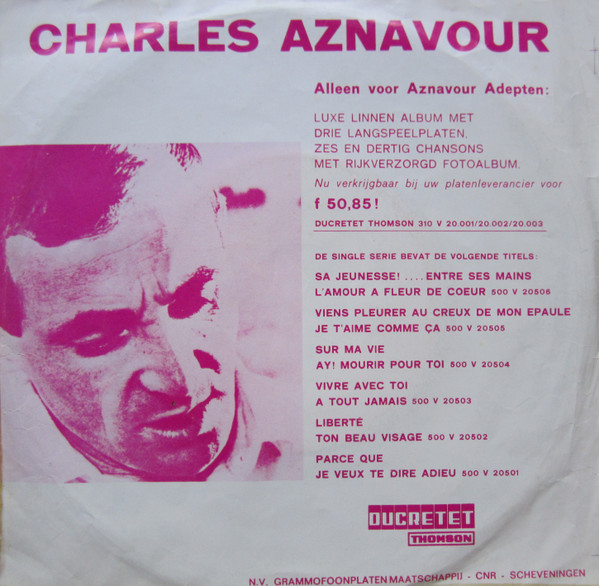 CHARLES AZNAVOUR
Alleen voor Aznavour Adepten:
LUXE LINNEN ALBUM MET
DRIE LANGSPEELPLATEN.
ZES EN DERTIG CHANSONS
MET RIJKVERZORGD FOTOALBUM.
Nu verkrijgbaar bij uw platenleverancier voor
f 50,85!
DUCRETET THOMSON 310 V 20.001/20.002/20.003
DE SINGLE SERIE BEVAT DE VOLGENDE TITELS:
SA JEUNESSE! .... ENTRE SES MAINS
L'AMOUR A FLEUR DE COEUR 500 V 20506
VIENS PLEURER AU CREUX DE MON EPAULE
JE T'AIME COMME ÇA 500 V 20505
SUR MA VIE
AY! MOURIR POUR TOI 500 V 20504
VIVRE AVEC TOI
A TOUT JAMAIS 500 V 20503
LIBERTÉ
TON BEAU VISAGE 500 V 20502
PARCE QUE
JE VEUX TE DIRE ADIEU 500 V 20501
DUCRETET
THOMSON
N.V. GRAMMOFOONPLATENMAATSCHAPPIJ - CNR - SCHEVENINGEN